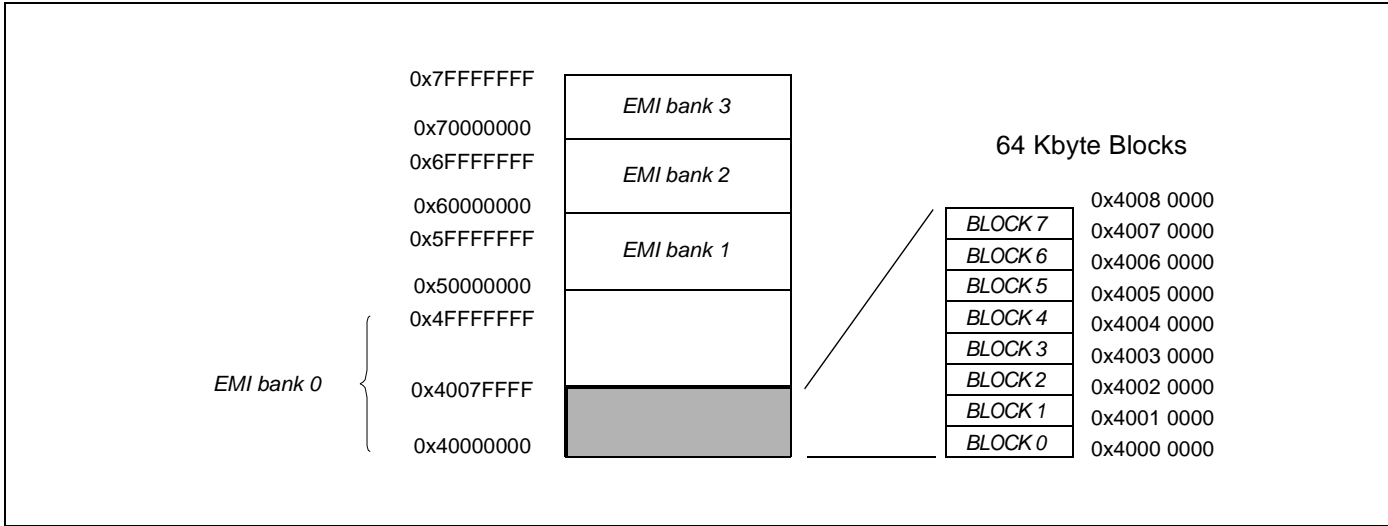 0x7FFFFFFF
EMI bank 3
0x70000000
0x6FFFFFFF
EMI bank 2
0x60000000
0x5FFFFFFF
EMI bank 1
0x50000000
0x4FFFFFFF
EMI bank 0
0x4007FFFF
0x40000000
64 Kbyte Blocks
0x4008 0000
BLOCK 7
0x4007 0000
BLOCK 6
0x4006 0000
BLOCK 5
0x4005 0000
BLOCK 4
0x4004 0000
BLOCK 3
0x4003 0000
BLOCK 2
0x4002 0000
BLOCK 1
0x4001 0000
BLOCK 0
0x4000 0000